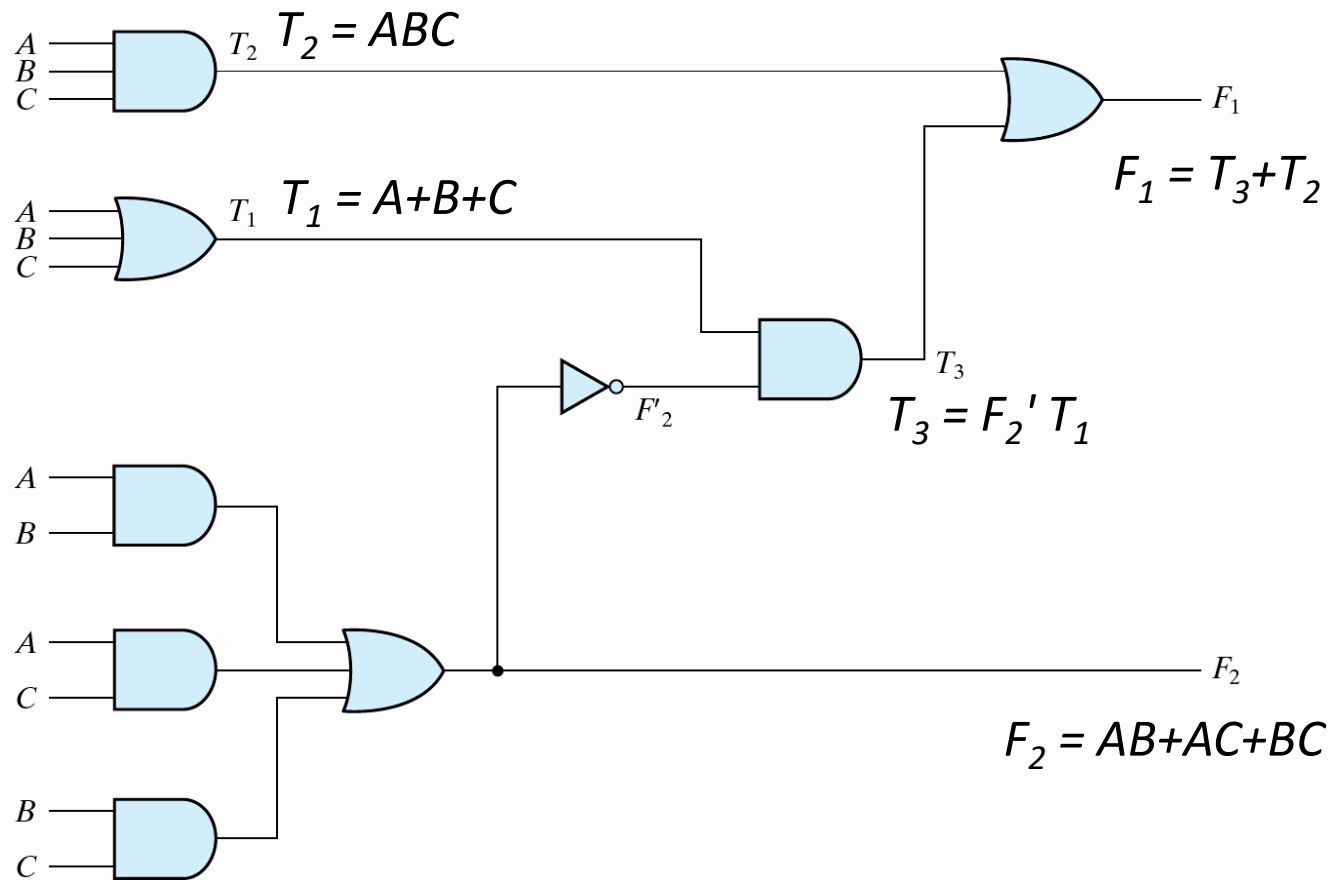 A
B
C
T₂ T₂ = ABC
F₁
F₁ = T₃+T₂
A
B
C
T₁ T₁ = A+B+C
T₃
T₃ = F₂' T₁
F'₂
A
B
A
C
F₂
F₂ = AB+AC+BC
B
C